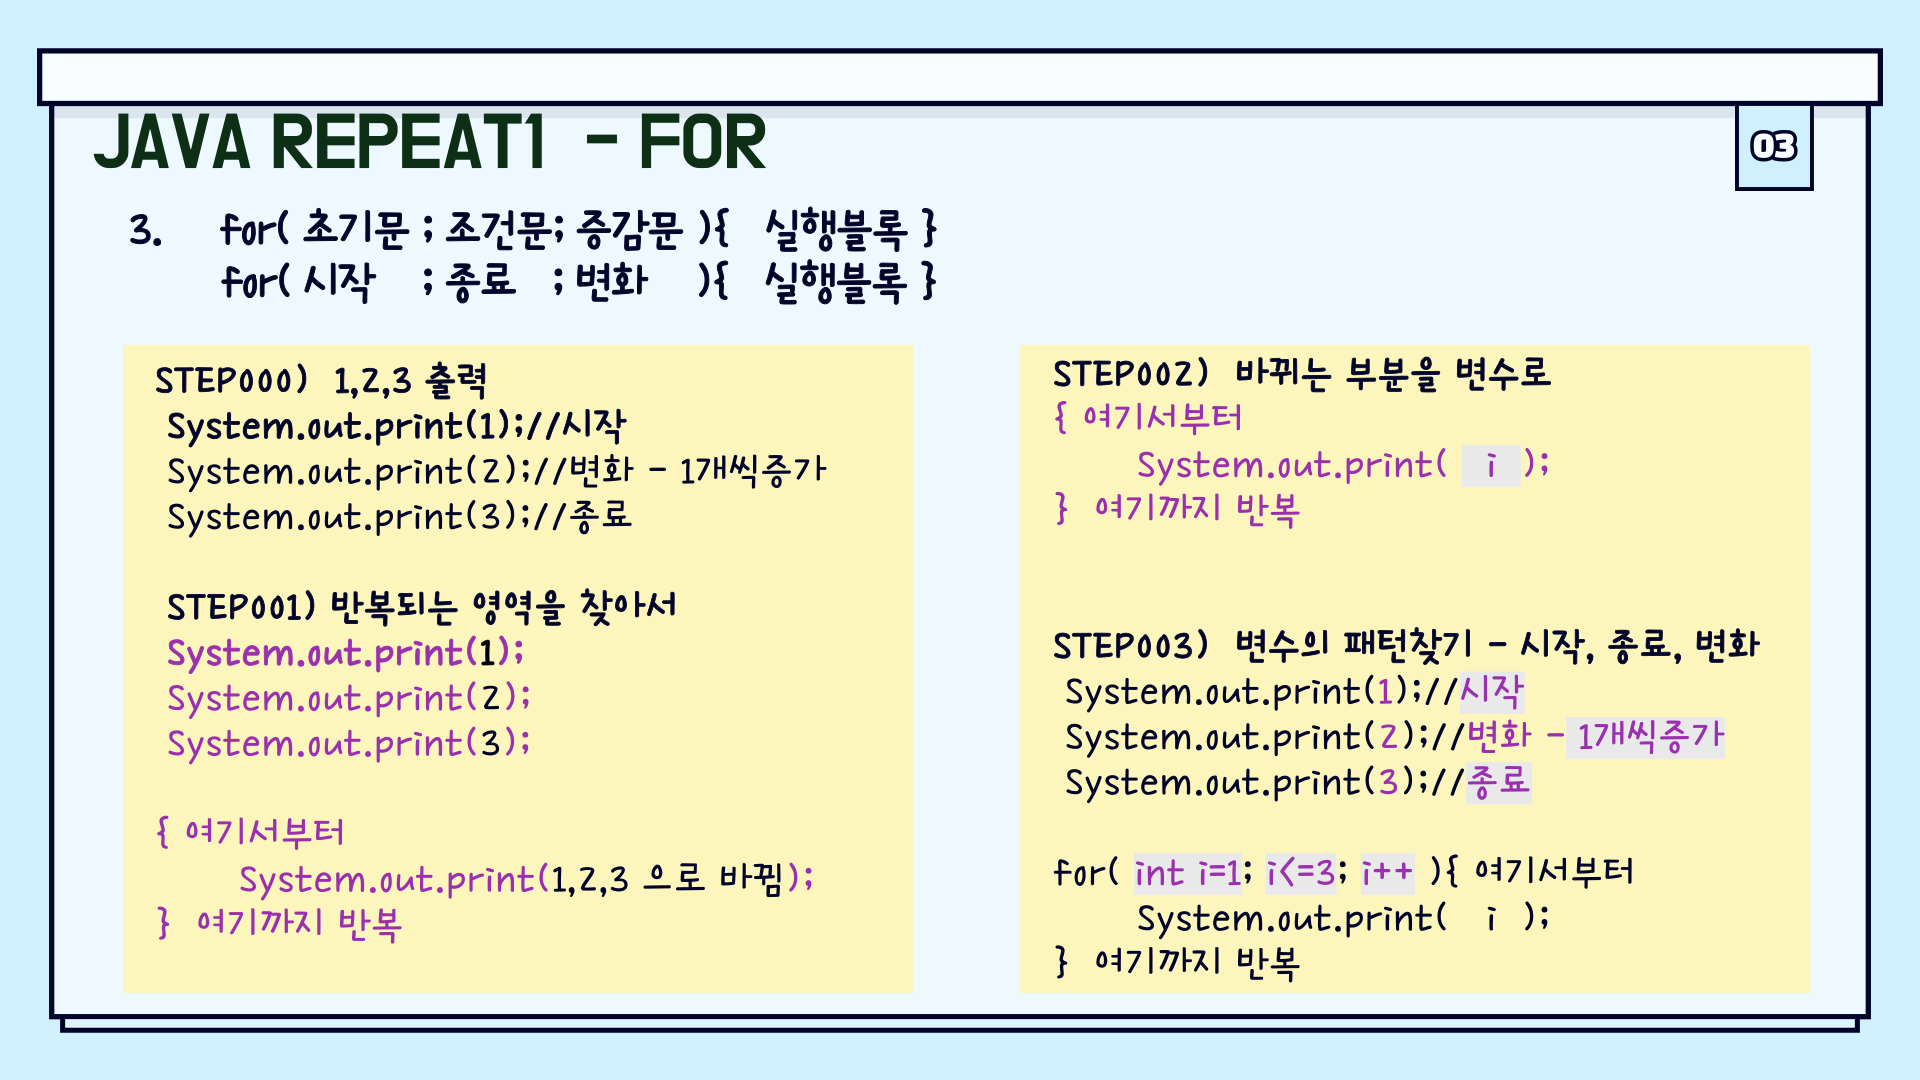 JAVA REPEAT1 - FOR
03
3. for( 초기문 ; 조건문; 증감문 ){ 실행블록 }
for( 시작 ; 종료 ; 변화 ){ 실행블록 }
STEP000) 1,2,3 출력
System.out.print(1);//시작
System.out.print(2);//변화 - 1개씩증가
System.out.print(3);//종료
STEP001) 반복되는 영역을 찾아서
System.out.print(1);
System.out.print(2);
System.out.print(3);
{ 여기서부터
System.out.print(1,2,3 으로 바뀜);
} 여기까지 반복
STEP002) 바뀌는 부분을 변수로
{ 여기서부터
System.out.print( i );
} 여기까지 반복
STEP003) 변수의 패턴찾기 - 시작, 종료, 변화
System.out.print(1);//시작
System.out.print(2);//변화 - 1개씩증가
System.out.print(3);//종료
for( int i=1; i<=3; i++ ){ 여기서부터
System.out.print( i );
} 여기까지 반복